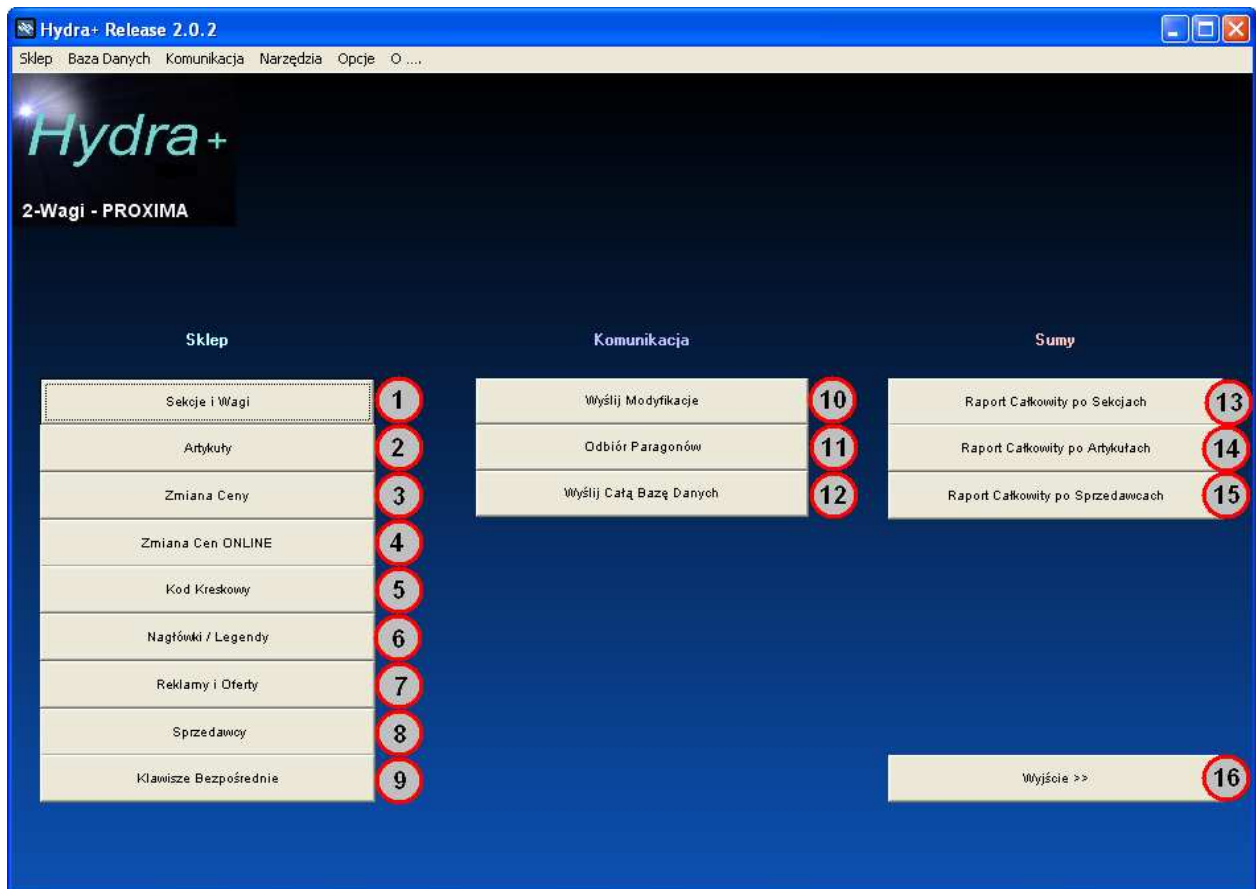 Hydra+ Release 2.0.2
Sklep Baza Danych Komunikacja Narzędzia Opcje O ....
Hydra+
2-Wagi - PROXIMA
Sklep
Sekcje i Wagi 1
Artykuły 2
Zmiana Ceny 3
Zmiana Cen ONLINE 4
Kod Kreskowy 5
Nagłówki / Legendy 6
Reklamy i Oferty 7
Sprzedawcy 8
Klawisze Bezpośrednie 9
Komunikacja
Wyślij Modyfikacje 10
Odbiór Paragonów 11
Wyślij Całą Bazę Danych 12
Sumy
Raport Całkowity po Sekcjach 13
Raport Całkowity po Artykułach 14
Raport Całkowity po Sprzedawcach 15
Wyjście >> 16